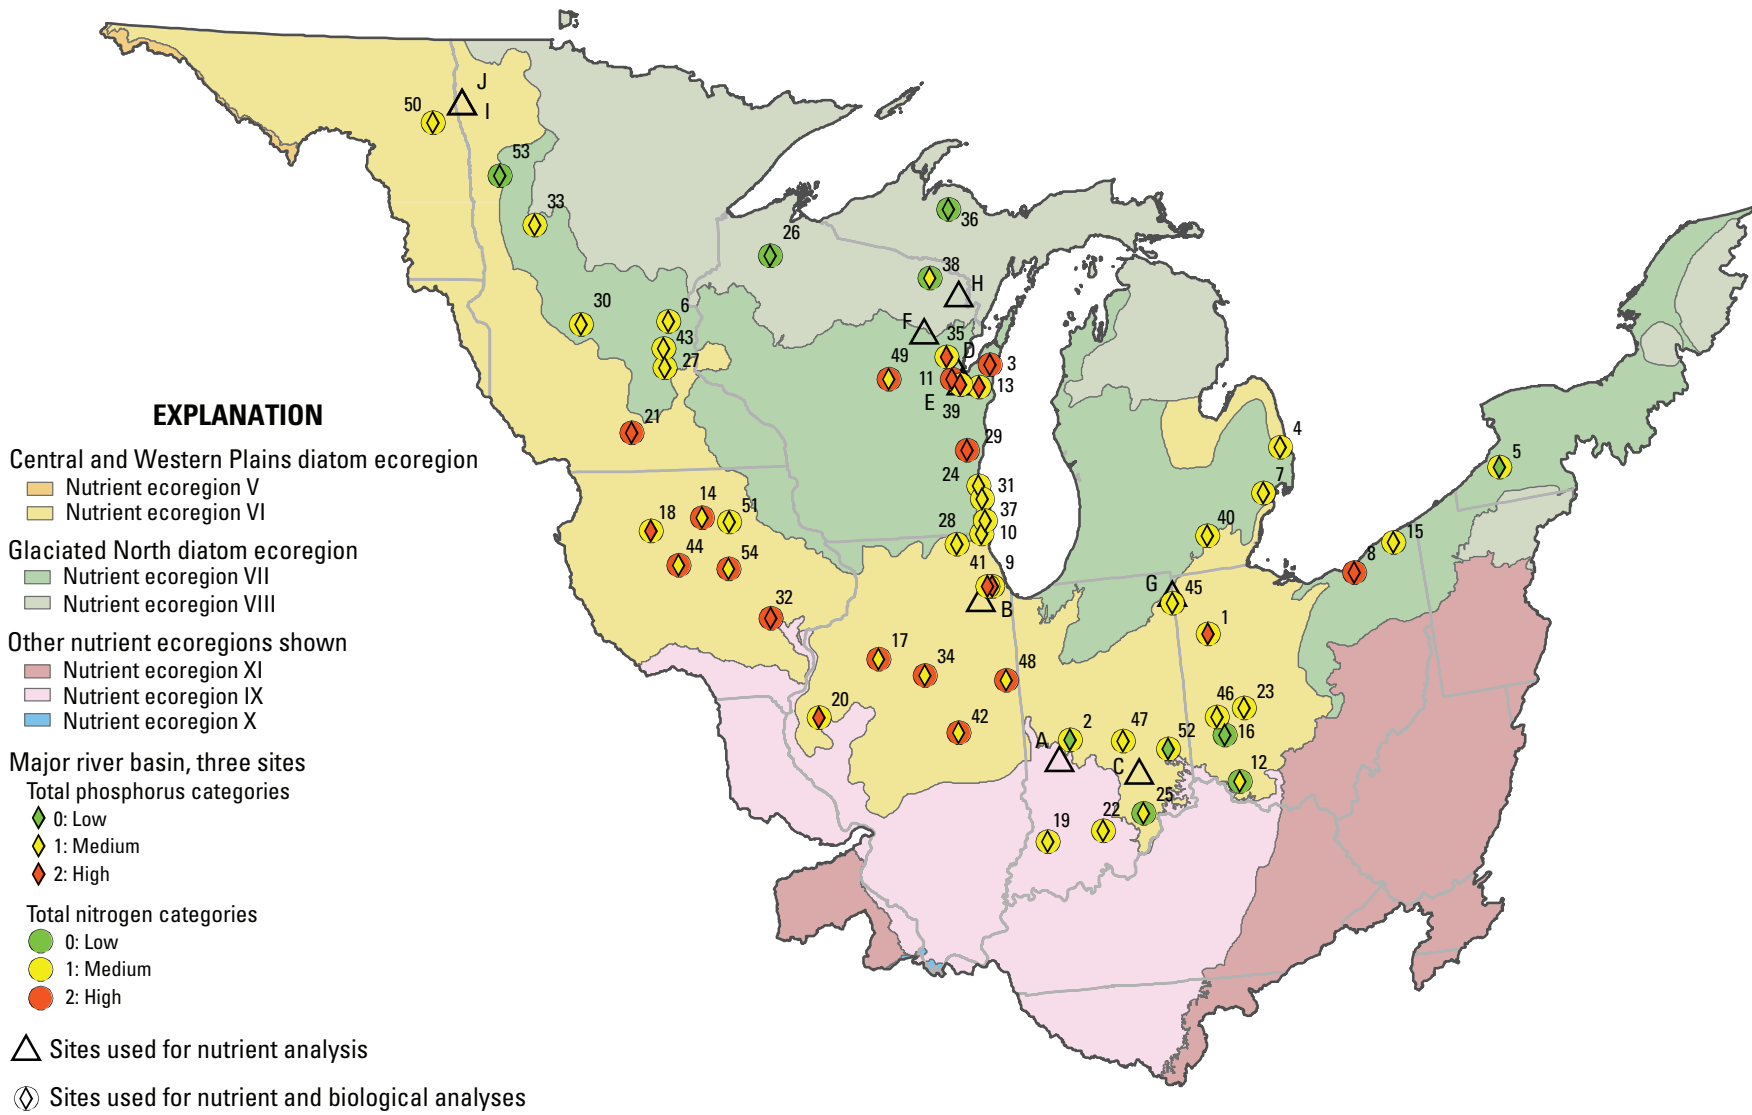 J
50
I
53
33
36
26
38
H
30
6
F
35
43
D
49
3
27
11
13
E
39
EXPLANATION
21
4
29
Central and Western Plains diatom ecoregion
5
Nutrient ecoregion V
24
31
7
Nutrient ecoregion VI
14
51
37
18
28
10
40
15
Glaciated North diatom ecoregion
44
54
41
9
8
Nutrient ecoregion VII
G
45
Nutrient ecoregion VIII
32
B
1
Other nutrient ecoregions shown
17
34
48
Nutrient ecoregion XI
Nutrient ecoregion IX
20
46
23
Nutrient ecoregion X
42
2
47
52
16
A
Major river basin, three sites
C
12
Total phosphorus categories
0: Low
25
1: Medium
19
22
2: High
Total nitrogen categories
0: Low
1: Medium
2: High
Sites used for nutrient analysis
Sites used for nutrient and biological analyses